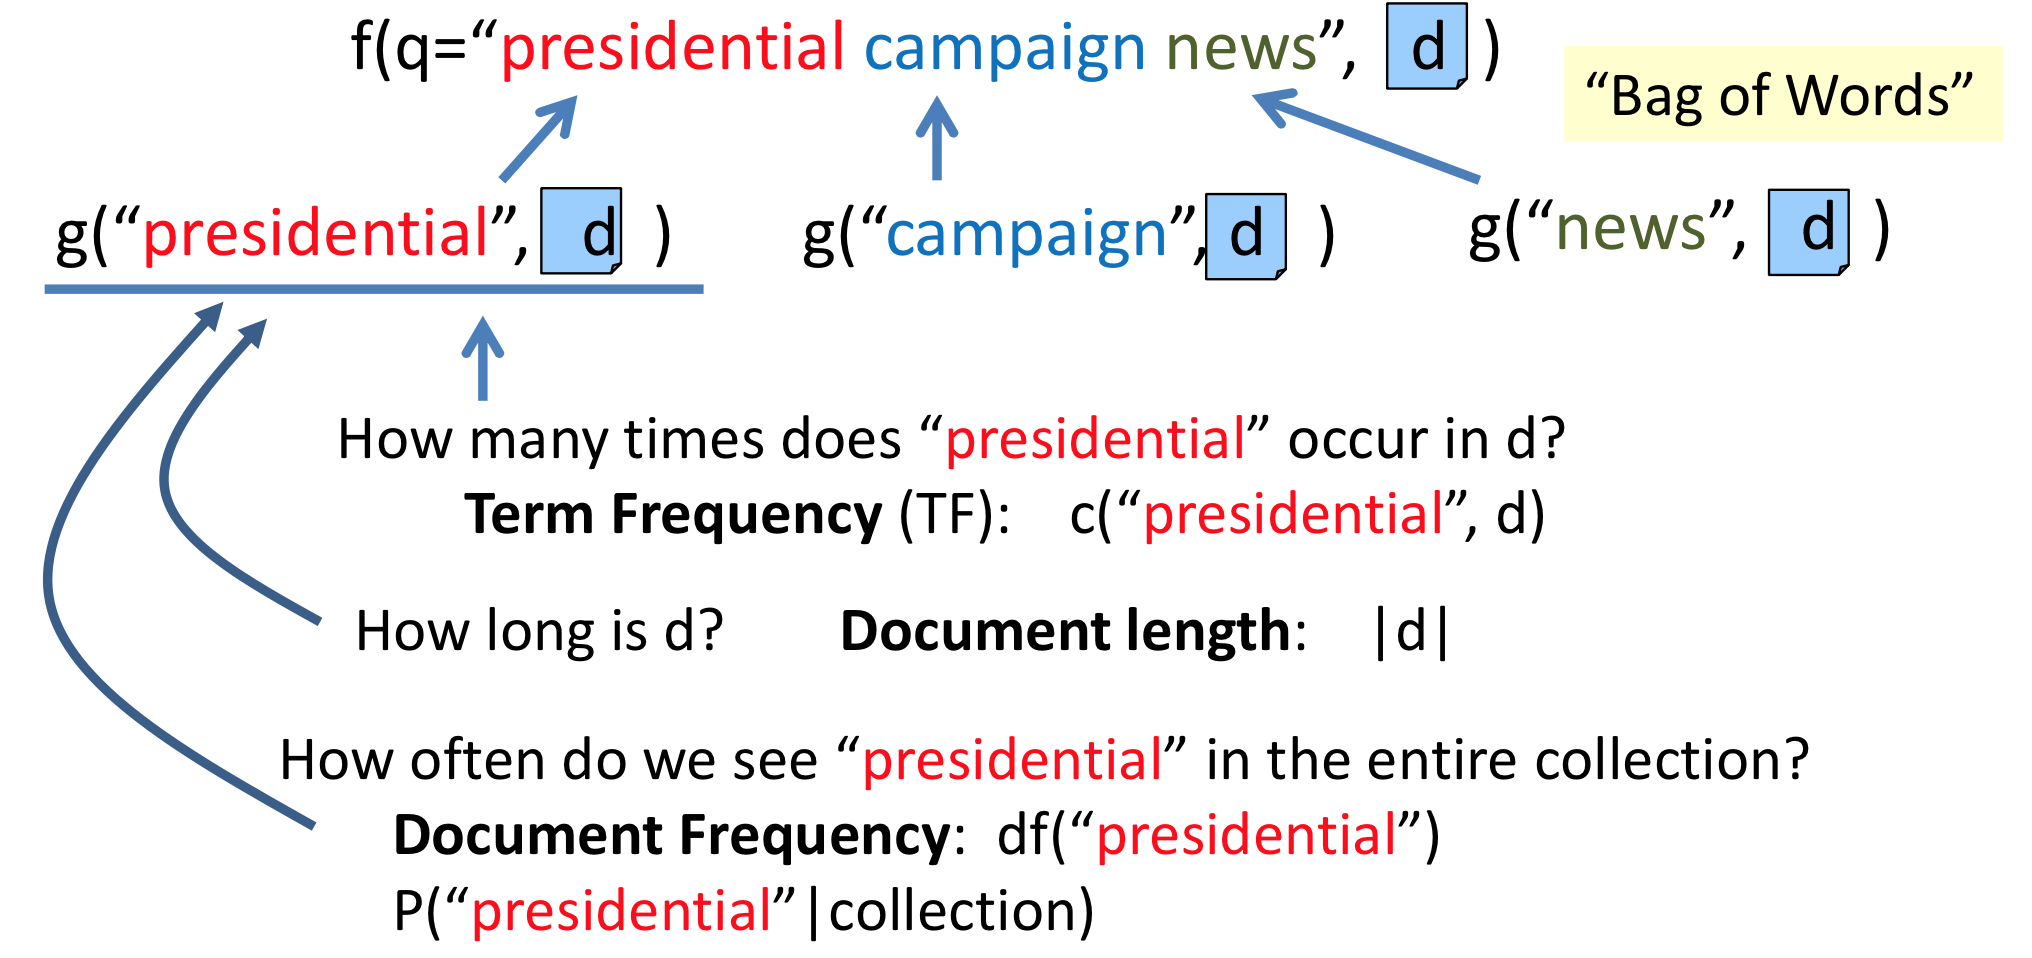 f(q=“presidential campaign news”, d )
“Bag of Words”
g(“presidential”, d ) g(“campaign”, d ) g(“news”, d )
How many times does “presidential” occur in d?
Term Frequency (TF): c(“presidential”, d)
How long is d? Document length: |d|
How often do we see “presidential” in the entire collection?
Document Frequency: df(“presidential”)
P(“presidential”|collection)